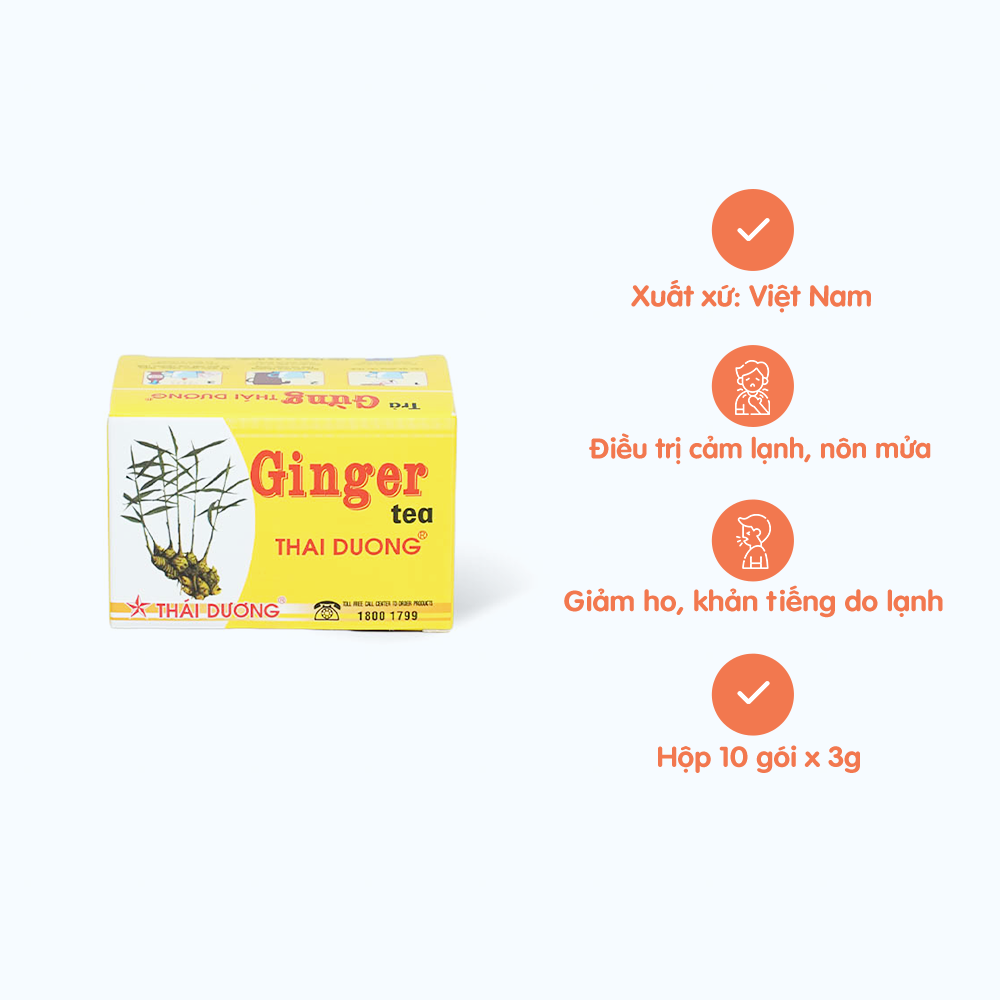 Trà Gừng THÁI DƯƠNG®
Ginger
tea
THAI DUONG®
THÁI DƯƠNG®
TOLL FREE CALL CENTER TO ORDER PRODUCTS
1800 1799
Xuất xứ: Việt Nam
Điều trị cảm lạnh, nôn mửa
Giảm ho, khản tiếng do lạnh
Hộp 10 gói x 3g